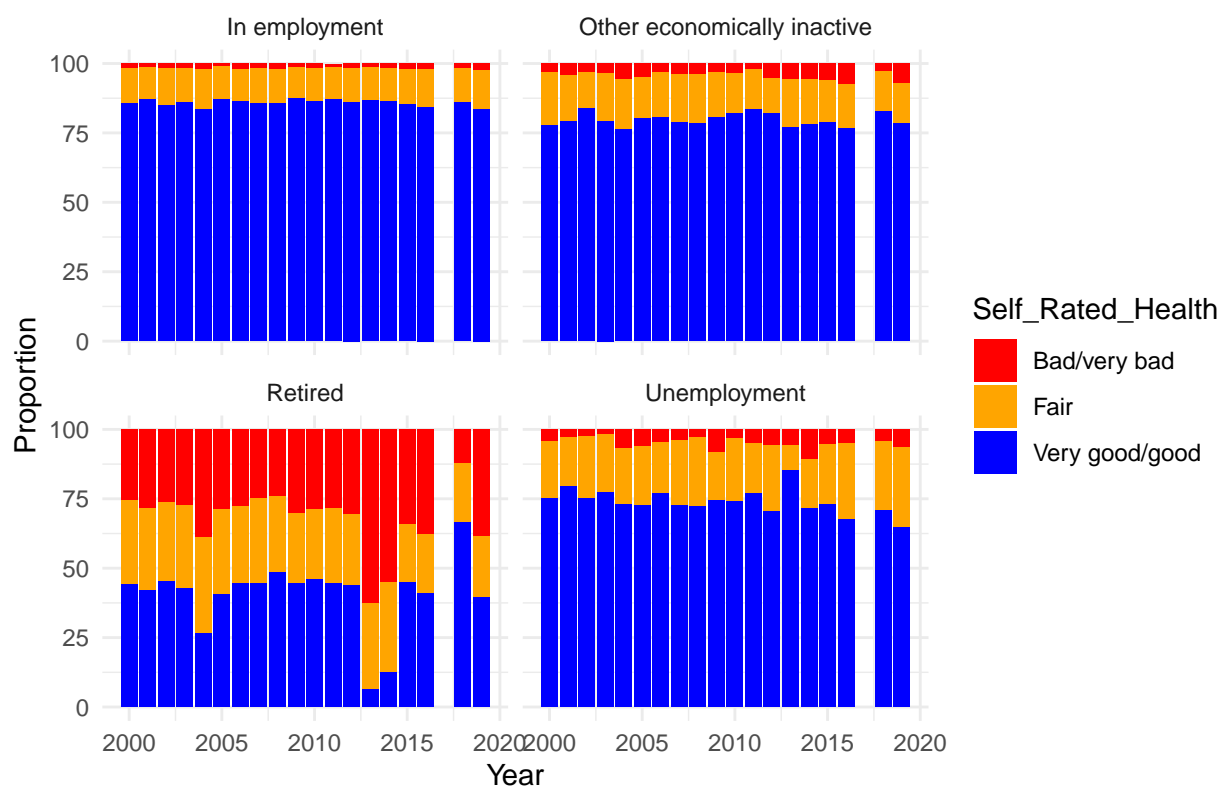 In employment
Other economically inactive
100
75
50
25
0
Retired
Unemployment
100
75
50
25
0
2000 2005 2010 2015 2020
2000 2005 2010 2015 2020
Year
Proportion
Self_Rated_Health
Bad/very bad
Fair
Very good/good